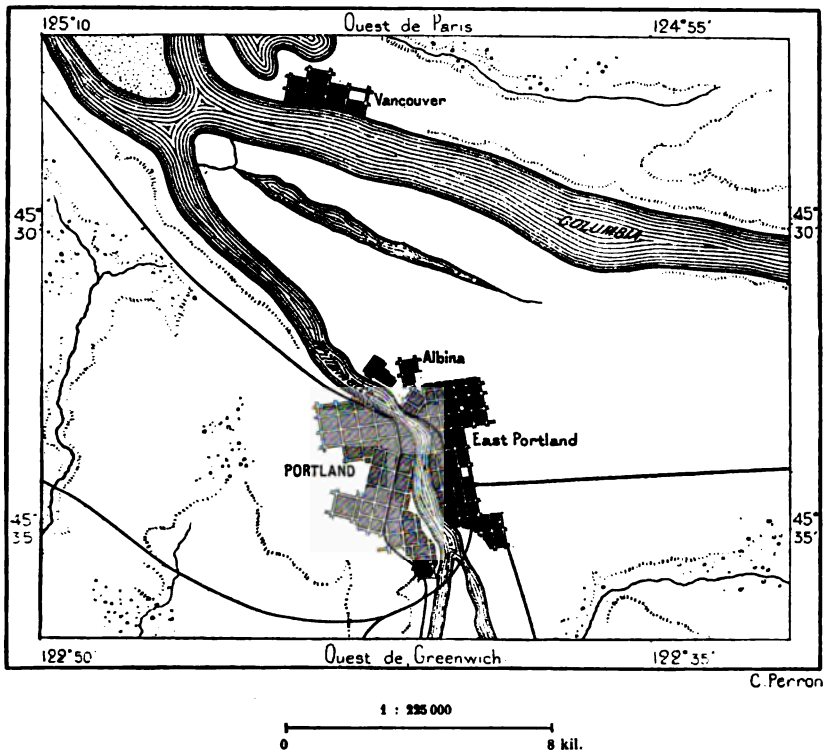 125°10 Ouest de Paris 124°55'
Vancouver
45° 45°
30' 30'
COLUMBIA
Albina
East Portland
PORTLAND
45° 45°
35' 35'
122°50' Ouest de Greenwich 122°35'
C. Perron
1 : 225 000
0 8 kil.